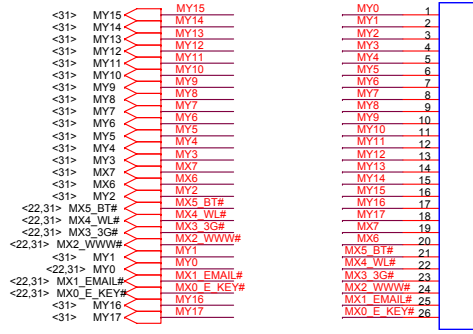 <31> MY15 MY15
<31> MY14 MY14
<31> MY13 MY13
<31> MY12 MY12
<31> MY11 MY11
<31> MY10 MY10
<31> MY9 MY9
<31> MY8 MY8
<31> MY7 MY7
<31> MY6 MY6
<31> MY5 MY5
<31> MY4 MY4
<31> MY3 MY3
<31> MX7 MX7
<31> MX6 MX6
<31> MY2 MY2
<22,31> MX5_BT# MX5_BT#
<22,31> MX4_WL# MX4_WL#
<22,31> MX3_3G# MX3_3G#
<22,31> MX2_WWW# MX2_WWW#
<31> MY1 MY1
<22,31> MY0 MY0
<22,31> MX1_EMAIL# MX1_EMAIL#
<22,31> MX0_E_KEY# MX0_E_KEY#
<31> MY16 MY16
<31> MY17 MY17
MY0 1
MY1 2
MY2 3
MY3 4
MY4 5
MY5 6
MY6 7
MY7 8
MY8 9
MY9 10
MY10 11
MY11 12
MY12 13
MY13 14
MY14 15
MY15 16
MY16 17
MY17 18
MX7 19
MX6 20
MX5_BT# 21
MX4_WL# 22
MX3_3G# 23
MX2_WWW# 24
MX1_EMAIL# 25
MX0_E_KEY# 26